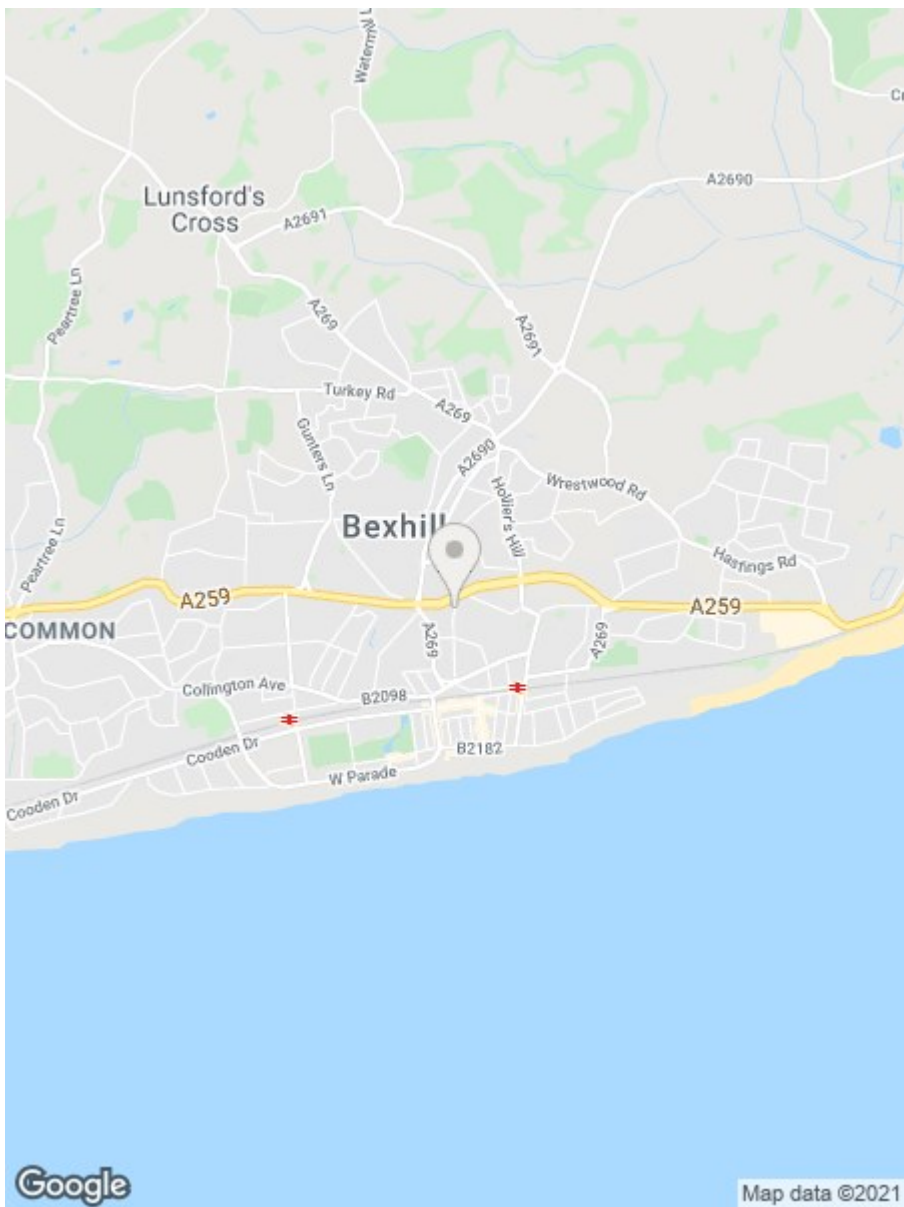 Waterm
Lunsford's
Cross
A2691
A2690
Peartree Ln
A269
A2691
Turkey Rd
A269
Gunters Ln
A2690
Wrestwood Rd
Hollier's Hill
Bexhill
Hastings Rd
Peartree Ln
A259
A259
COMMON
A269
A269
Collington Ave
B2098
Cooden Dr
B2182
W Parade
Cooden Dr
Google
Map data ©2021